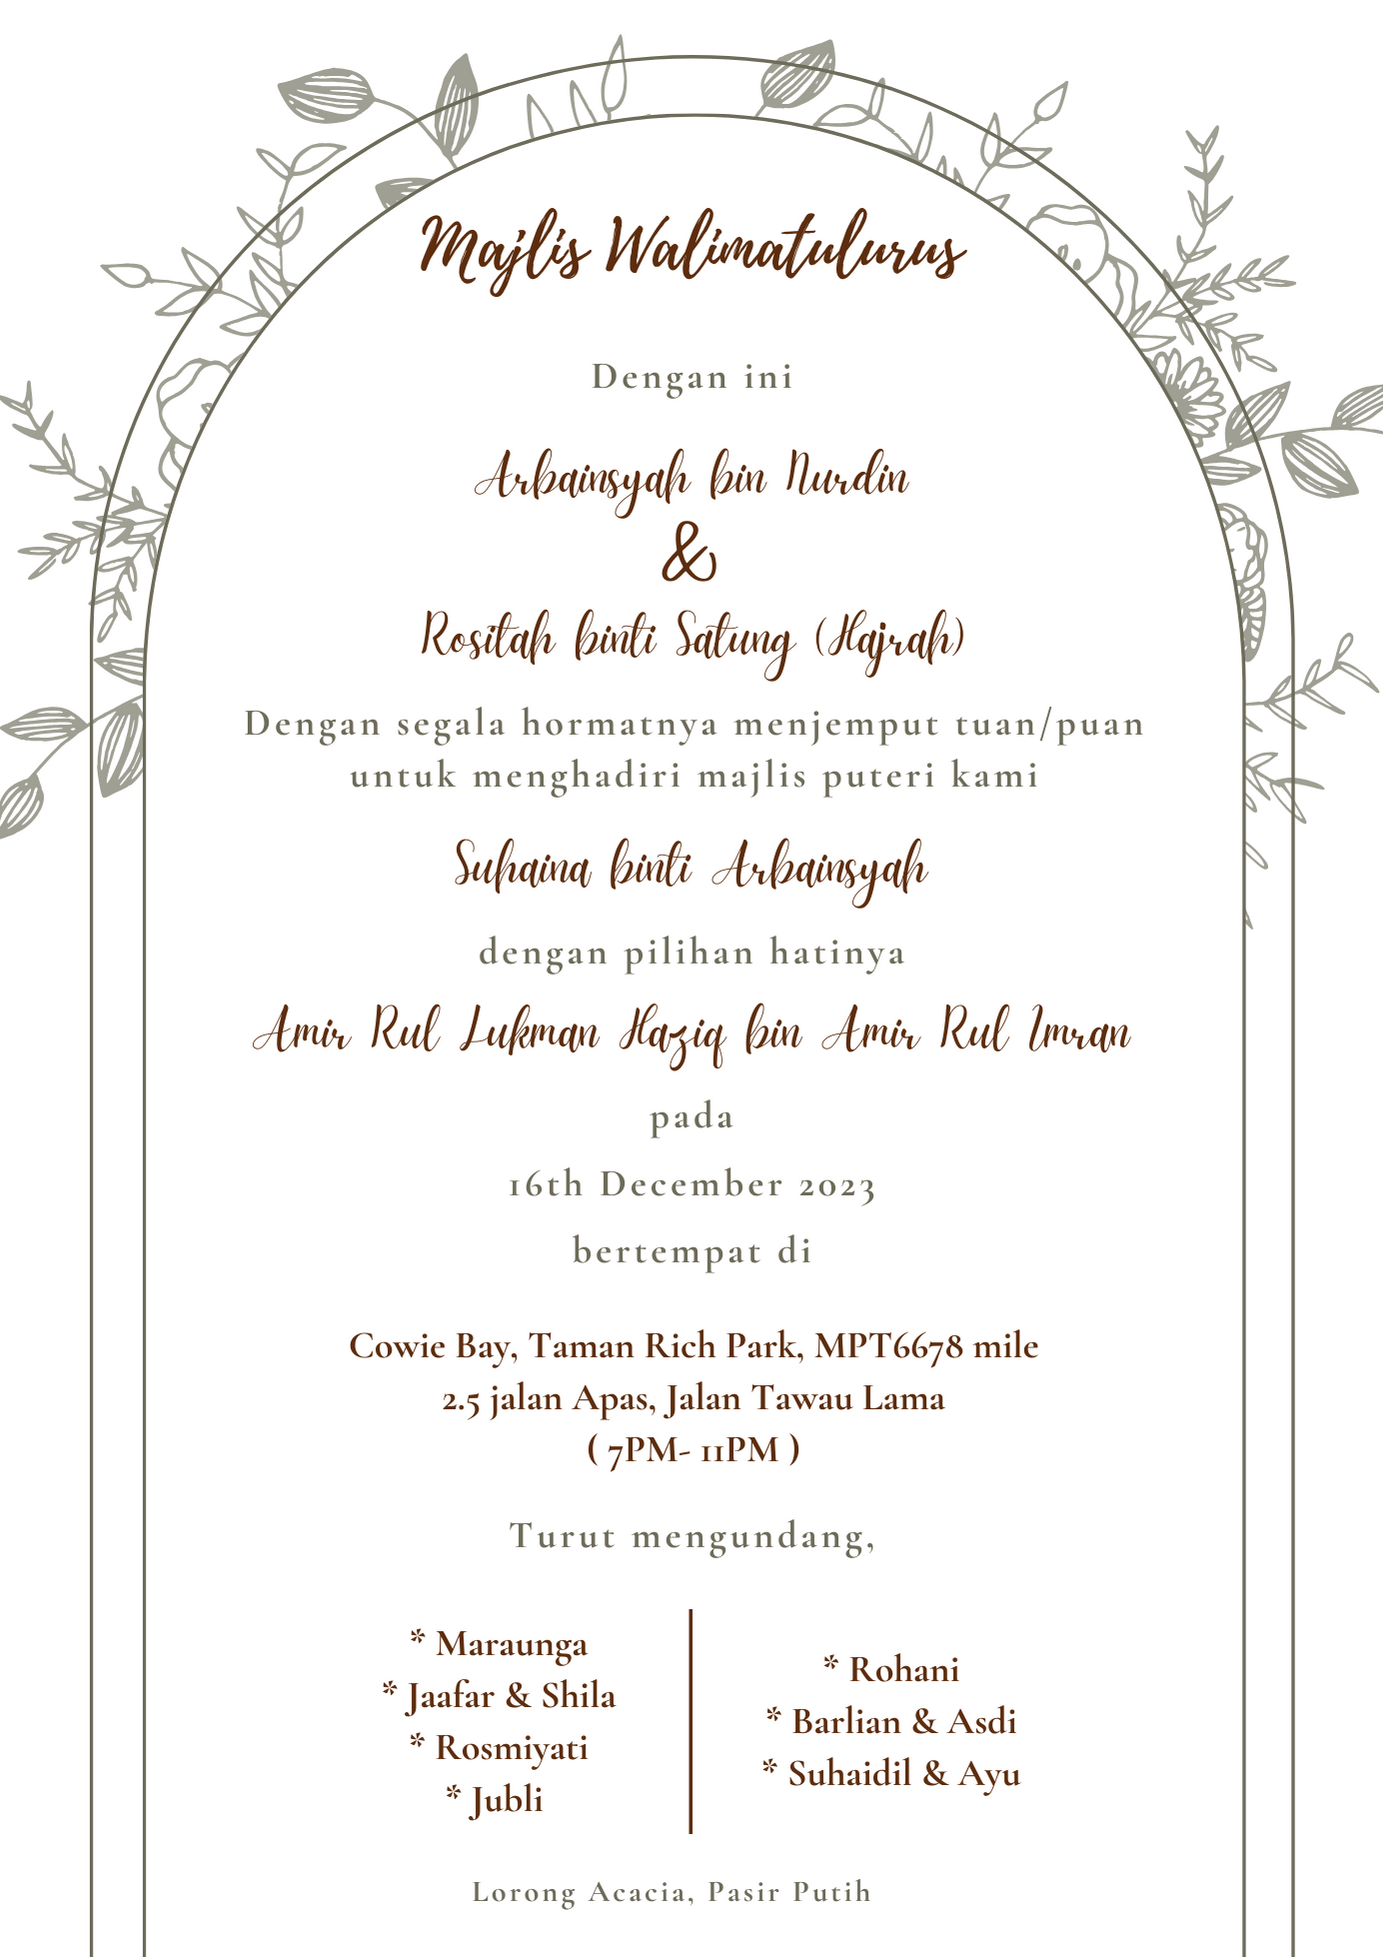 Majlis Walimatulurus
Dengan ini
Arbainsyah bin Nurdin
&
Rositah binti Satung (Hajrah)
Dengan segala hormatnya menjemput tuan/puan
untuk menghadiri majlis puteri kami
Suhaina binti Arbainsyah
dengan pilihan hatinya
Amir Rul Lukman Haziq bin Amir Rul Imran
pada
16th December 2023
bertempat di
Cowie Bay, Taman Rich Park, MPT6678 mile
2.5 jalan Apas, Jalan Tawau Lama
( 7PM- 11PM )
Turut mengundang,
* Maraunga
* Jaafar & Shila
* Rosmiyati
* Jubli
* Rohani
* Barlian & Asdi
* Suhaidil & Ayu
Lorong Acacia, Pasir Putih